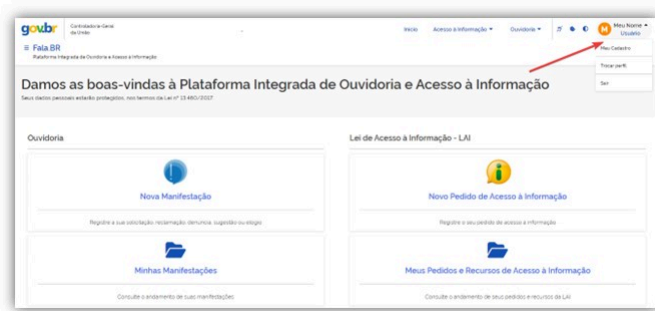 gov.br
Controladoria-Geral
da União
Início Acesso à Informação Ouvidoria
M Meu Nome
Usuário
Meu Cadastro
Trocar perfil
Sair
Fala BR
Plataforma Integrada de Ouvidoria e Acesso à Informação
Damos as boas-vindas à Plataforma Integrada de Ouvidoria e Acesso à Informação
Seus dados pessoais estarão protegidos, nos termos da Lei nº 13.460/2017.
Ouvidoria
Nova Manifestação
Registre a sua solicitação, reclamação, denúncia, sugestão ou elogio
Minhas Manifestações
Consulte o andamento de suas manifestações
Lei de Acesso à Informação - LAI
Novo Pedido de Acesso à Informação
Registre o seu pedido de acesso a informação
Meus Pedidos e Recursos de Acesso à Informação
Consulte o andamento de seus pedidos e recursos da LAI